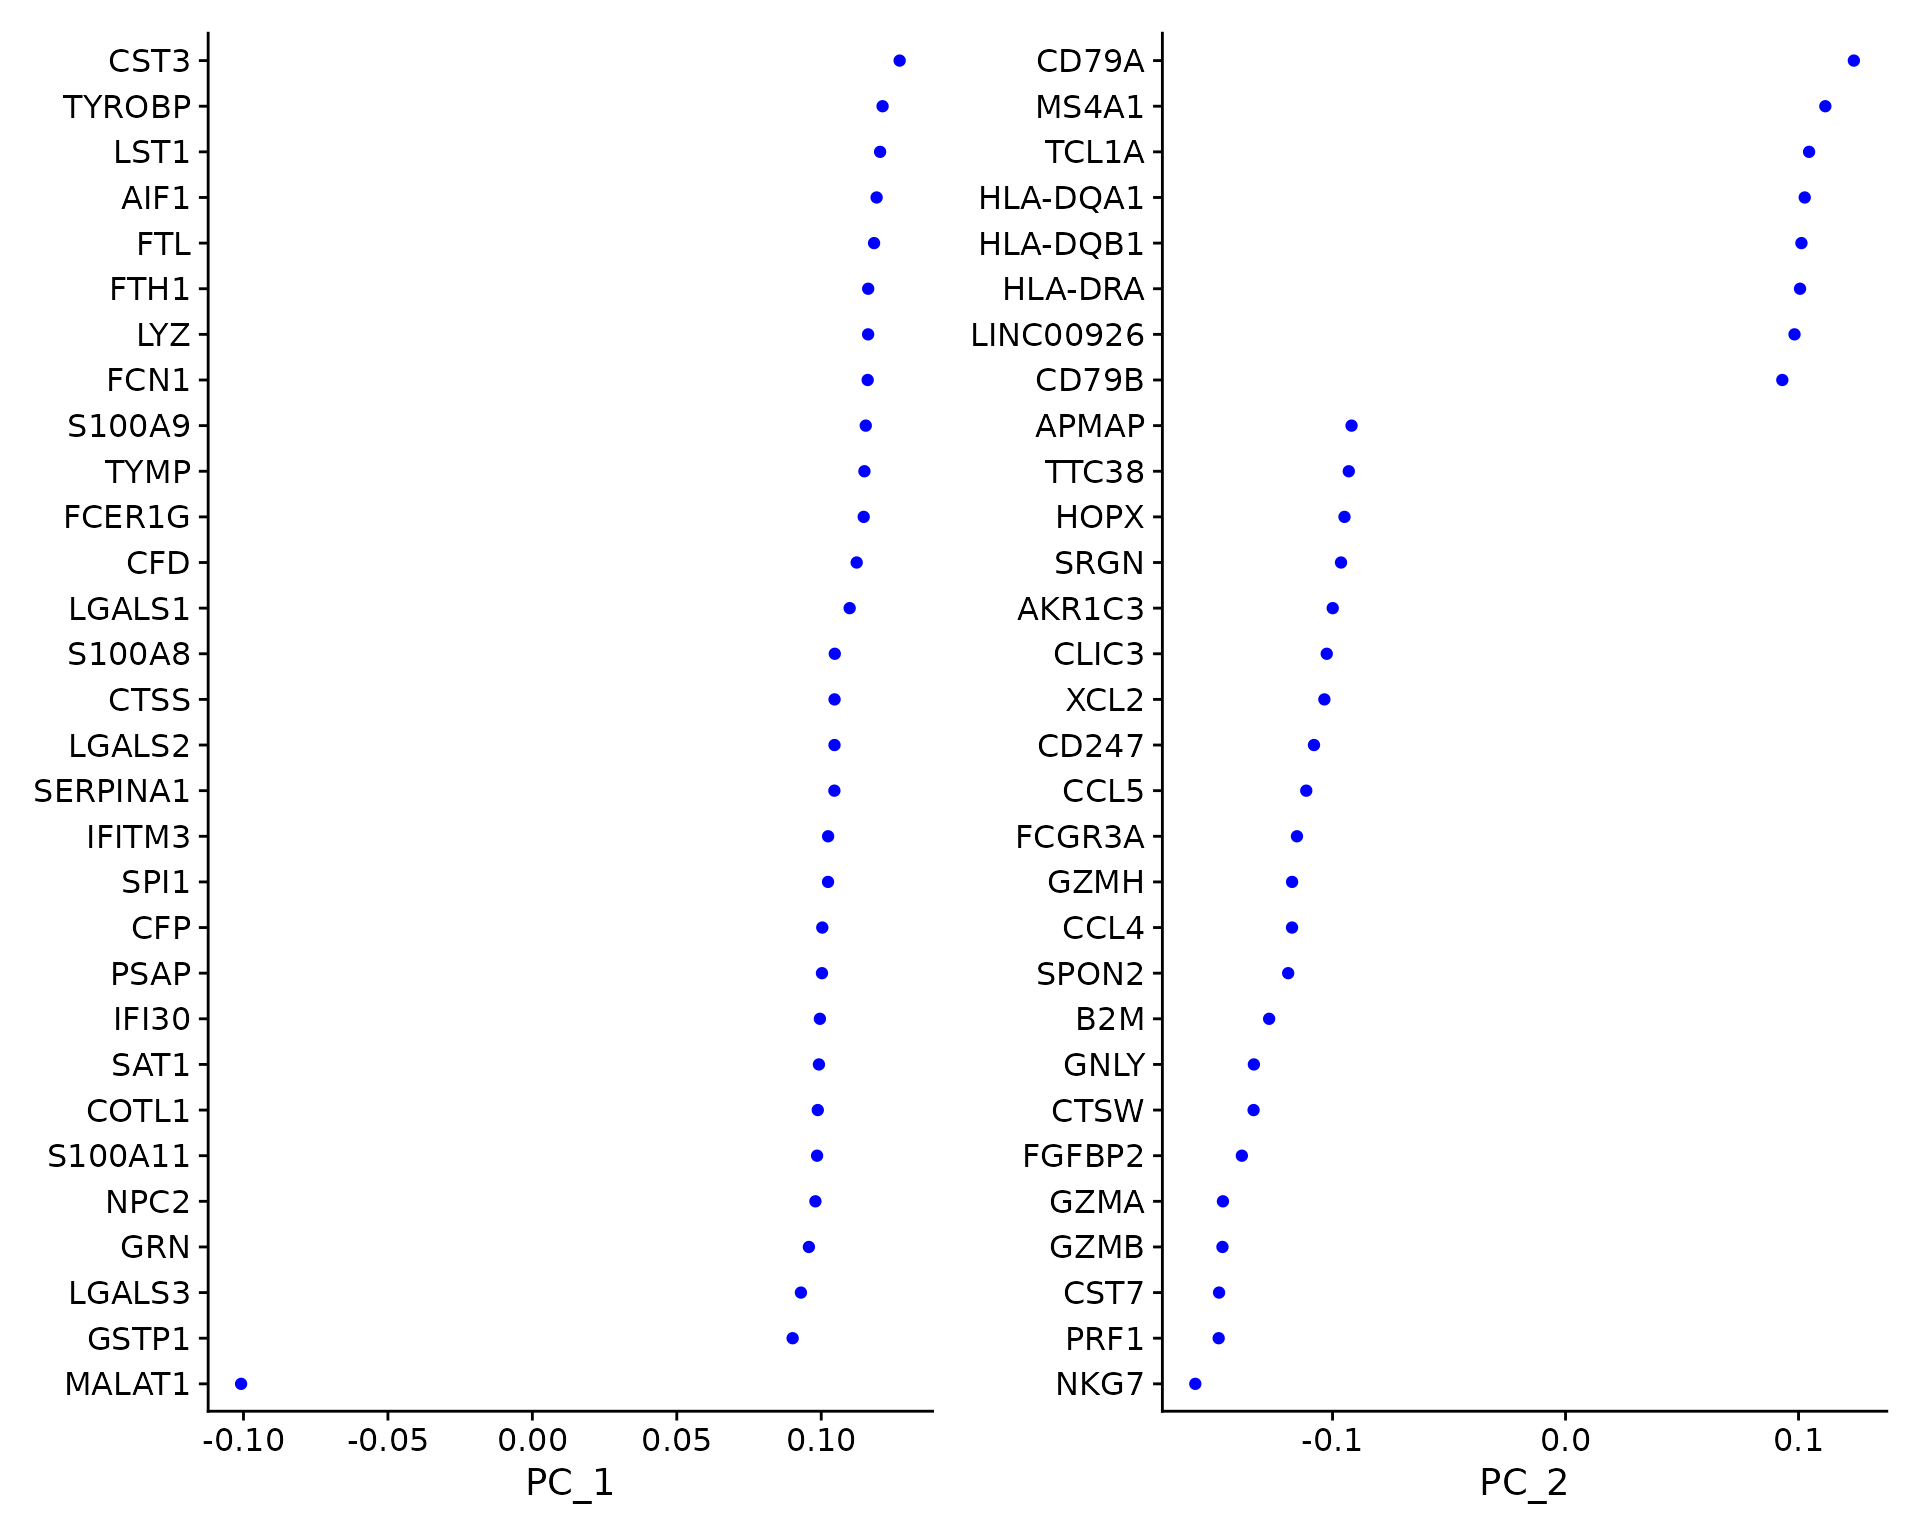 CST3
TYROBP
LST1
AIF1
FTL
FTH1
LYZ
FCN1
S100A9
TYMP
FCER1G
CFD
LGALS1
S100A8
CTSS
LGALS2
SERPINA1
IFITM3
SPI1
CFP
PSAP
IFI30
SAT1
COTL1
S100A11
NPC2
GRN
LGALS3
GSTP1
MALAT1
-0.10 -0.05 0.00 0.05 0.10
PC_1
CD79A
MS4A1
TCL1A
HLA-DQA1
HLA-DQB1
HLA-DRA
LINC00926
CD79B
APMAP
TTC38
HOPX
SRGN
AKR1C3
CLIC3
XCL2
CD247
CCL5
FCGR3A
GZMH
CCL4
SPON2
B2M
GNLY
CTSW
FGFBP2
GZMA
GZMB
CST7
PRF1
NKG7
-0.1 0.0 0.1
PC_2